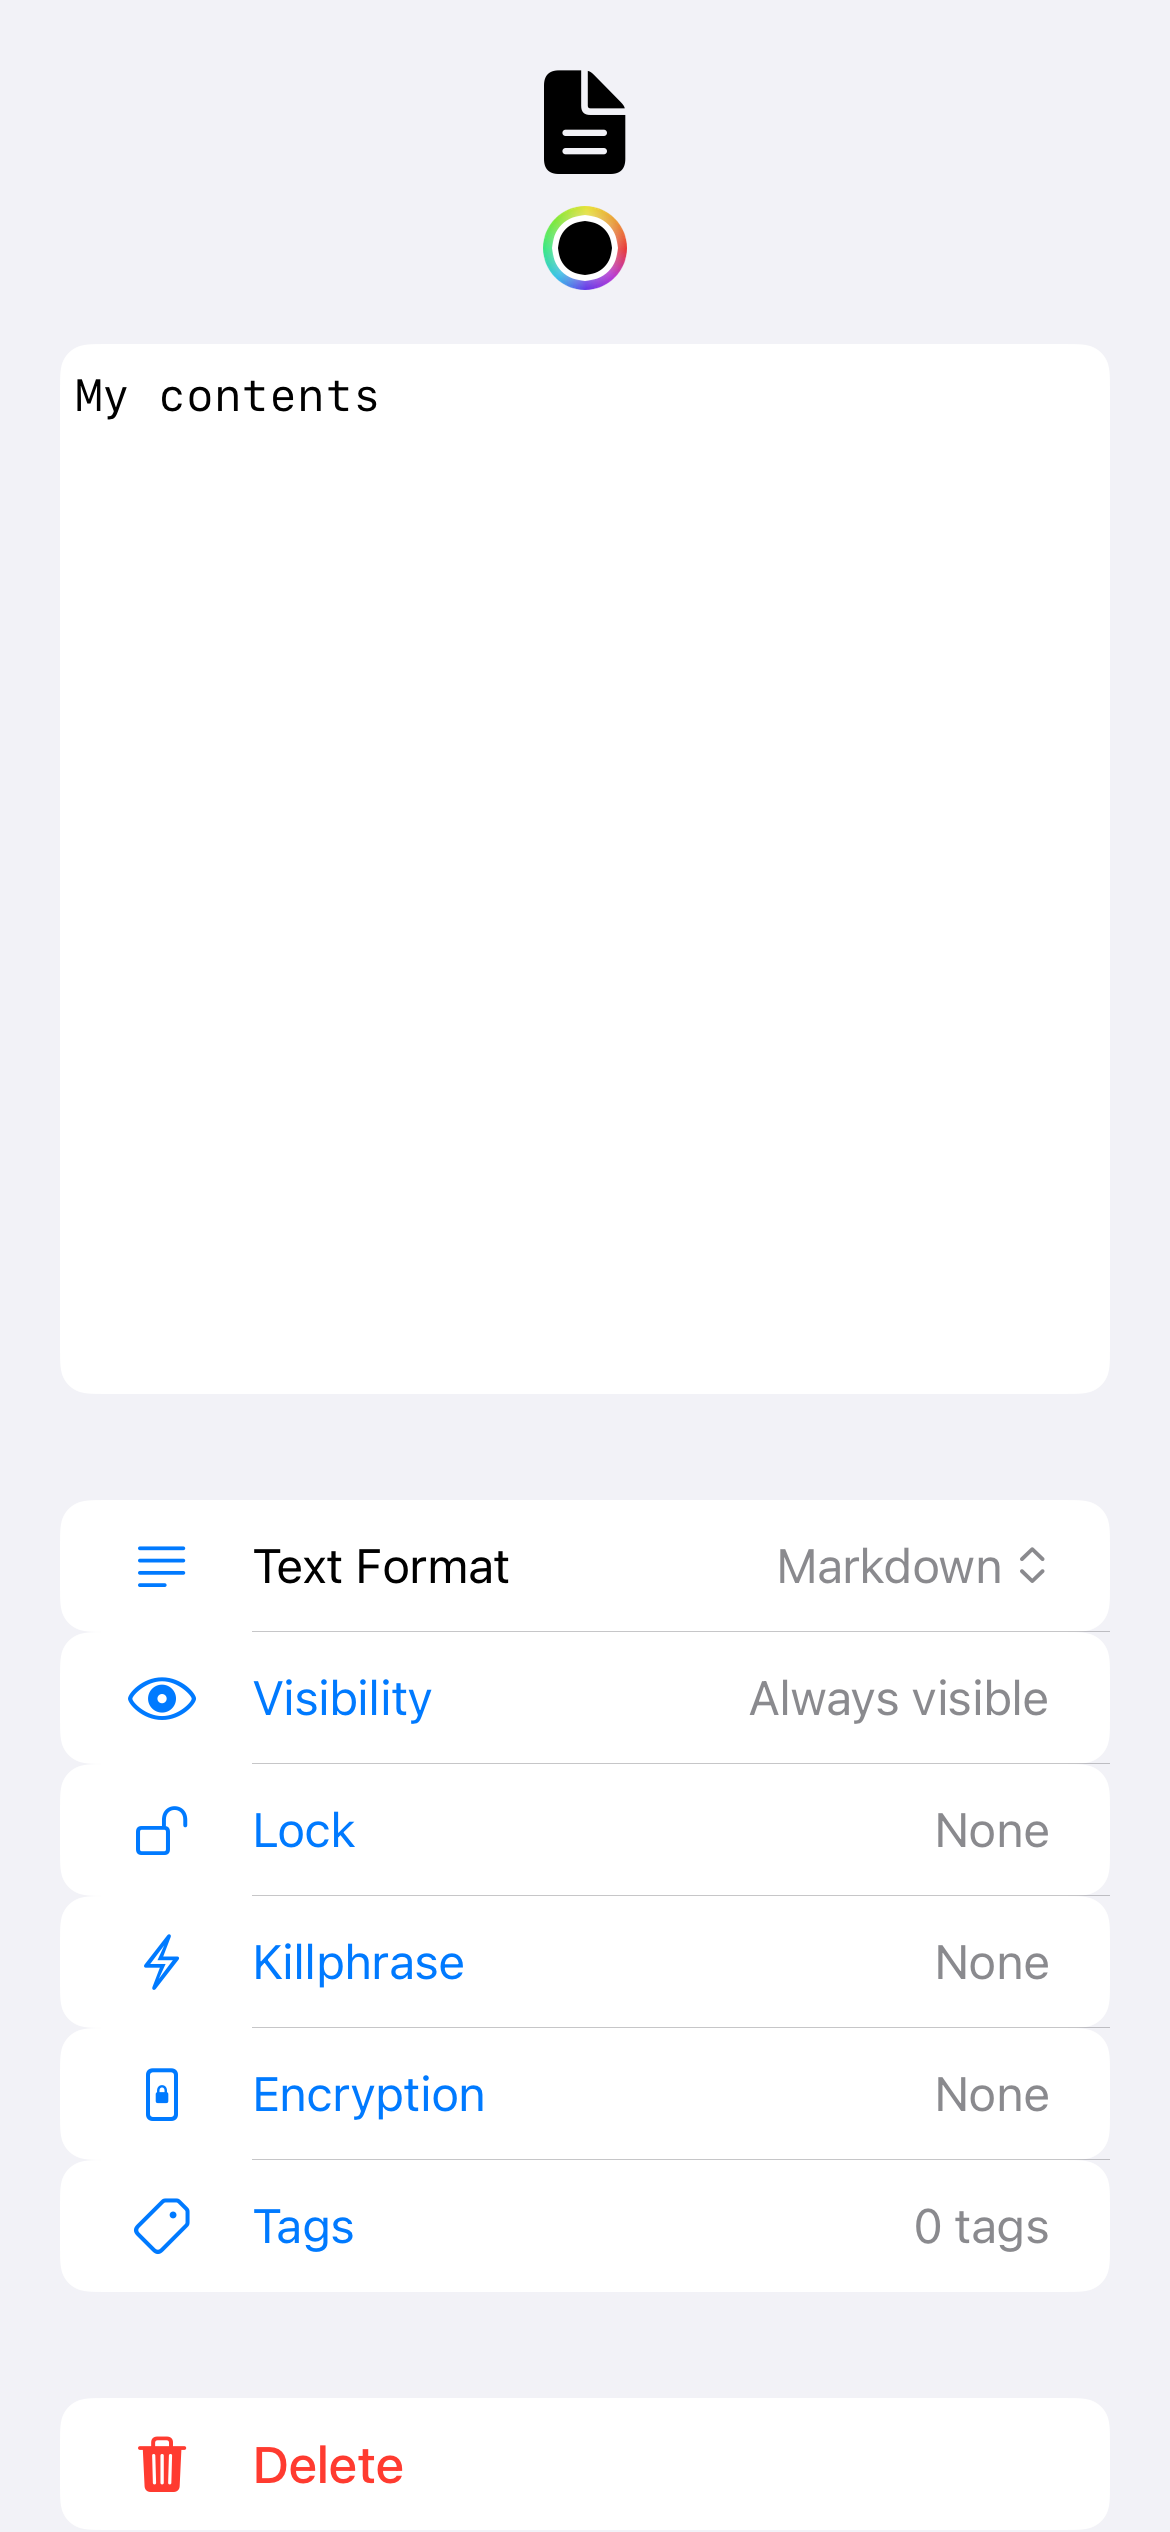 My contents
Text Format Markdown
Visibility Always visible
Lock None
Killphrase None
Encryption None
Tags 0 tags
Delete